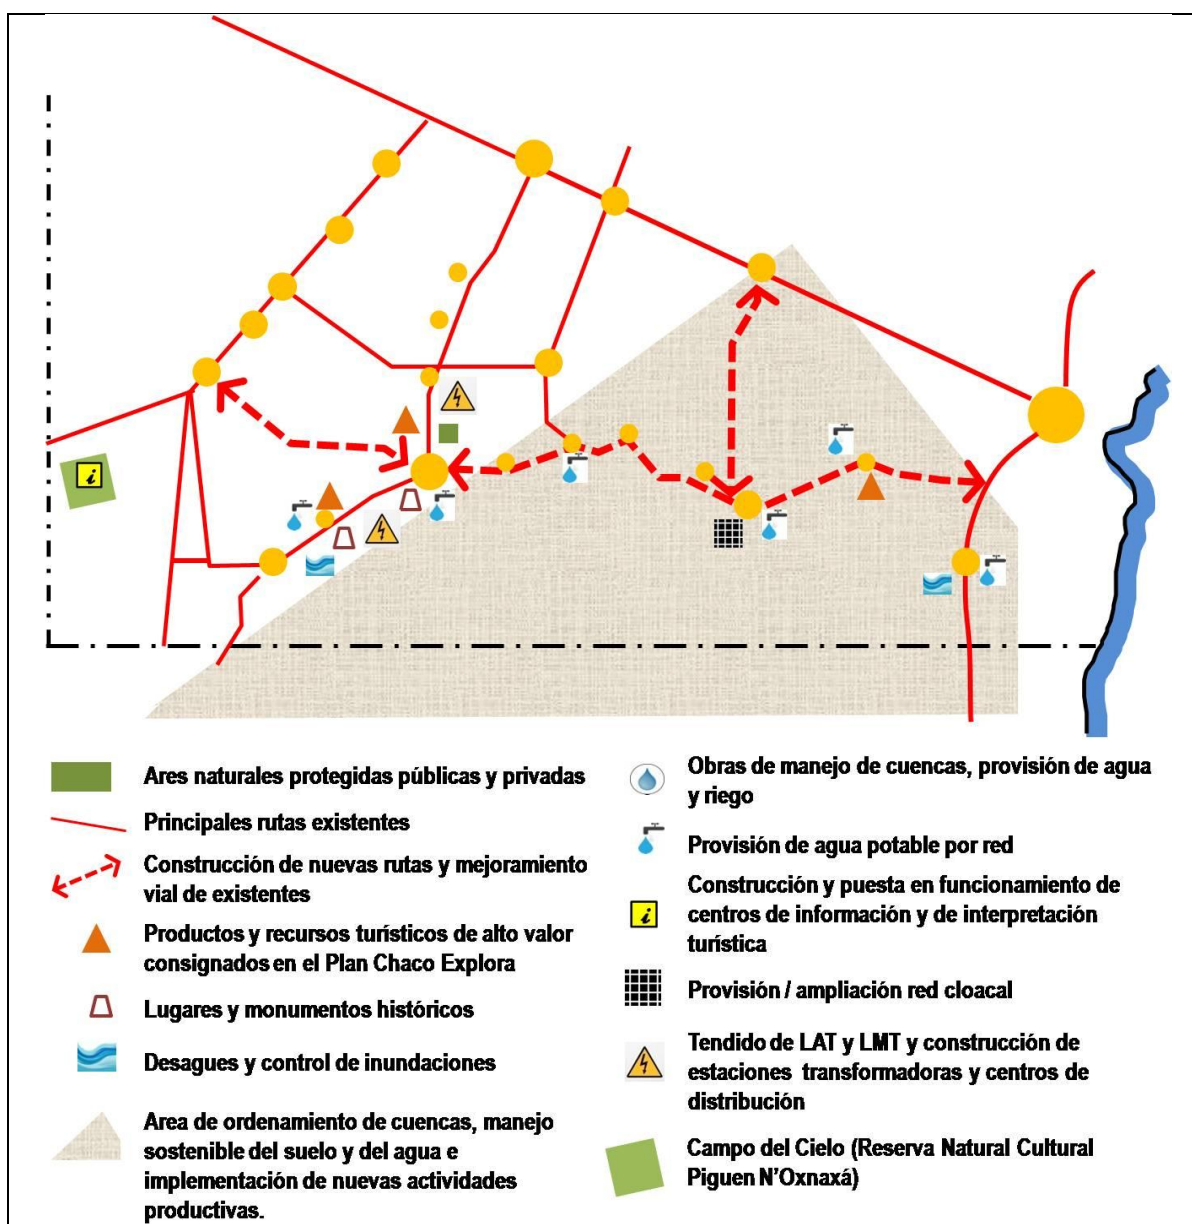 Ares naturales protegidas públicas y privadas
Principales rutas existentes
Construcción de nuevas rutas y mejoramiento
vial de existentes
Productos y recursos turísticos de alto valor
consignados en el Plan Chaco Explora
Lugares y monumentos históricos
Desagues y control de inundaciones
Area de ordenamiento de cuencas, manejo
sostenible del suelo y del agua e
implementación de nuevas actividades
productivas.
Obras de manejo de cuencas, provisión de agua
y riego
Provisión de agua potable por red
Construcción y puesta en funcionamiento de
centros de información y de interpretación
turística
Provisión / ampliación red cloacal
Tendido de LAT y LMT y construcción de
estaciones transformadoras y centros de
distribución
Campo del Cielo (Reserva Natural Cultural
Piguen N'Oxnaxá)